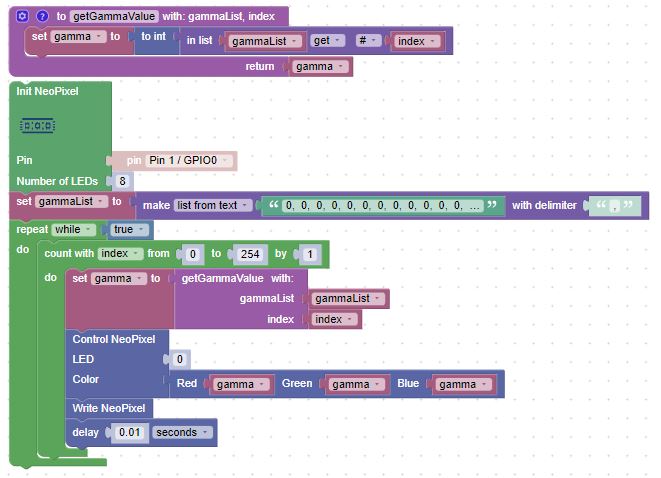 to getGammaValue with: gammaList, index
set gamma to to int in list gammaList get # index
return gamma
Init NeoPixel
Pin pin Pin 1 / GPIO0
Number of LEDs 8
set gammaList to make list from text “ 0, 0, 0, 0, 0, 0, 0, 0, 0, 0, 0, 0, ... ” with delimiter “ , ”
repeat while true
do count with index from 0 to 254 by 1
do set gamma to getGammaValue with:
gammaList gammaList
index index
Control NeoPixel
LED 0
Color Red gamma Green gamma Blue gamma
Write NeoPixel
delay 0.01 seconds